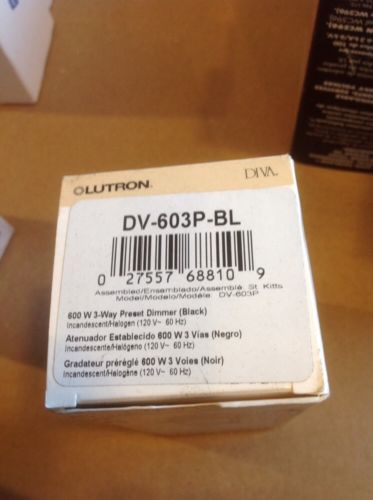 LUTRON.
DIVA.
DV-603P-BL
0 27557 68810 9
Assembled/Ensamblado/Assemblé St. Kitts
Model/Modelo/Modèle: DV-603P
600 W 3-Way Preset Dimmer (Black)
Incandescent/Halogen (120 V~ 60 Hz)
Atenuador Establecido 600 W 3 Vías (Negro)
Incandescente/Halógeno (120 V~ 60 Hz)
Gradateur préréglé 600 W 3 Voies (Noir)
Incandescent/Halogène (120 V~ 60 Hz)